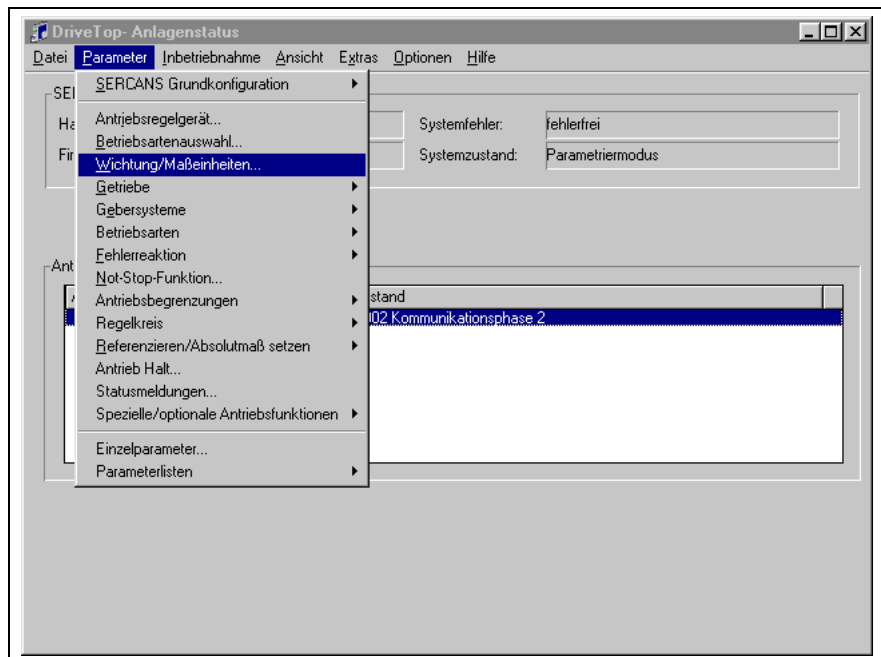 DriveTop- Anlagenstatus
Datei Parameter Inbetriebnahme Ansicht Extras Optionen Hilfe
SERCANS Grundkonfiguration
Antriebsregelgerät...
Betriebsartenauswahl...
Wichtung/Maßeinheiten...
Getriebe
Gebersysteme
Betriebsarten
Fehlerreaktion
Not-Stop-Funktion...
Antriebsbegrenzungen
Regelkreis
Referenzieren/Absolutmaß setzen
Antrieb Halt...
Statusmeldungen...
Spezielle/optionale Antriebsfunktionen
Einzelparameter...
Parameterlisten
Systemfehler: fehlerfrei
Systemzustand: Parametriermodus
stand
002 Kommunikationsphase 2